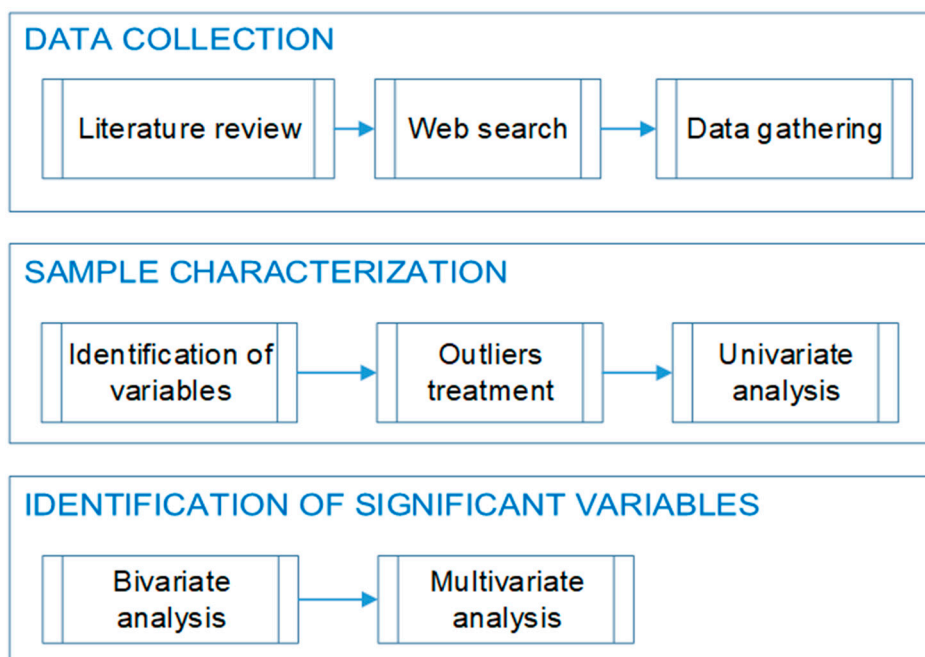 DATA COLLECTION
Literature review
Web search
Data gathering
SAMPLE CHARACTERIZATION
Identification of
variables
Outliers
treatment
Univariate
analysis
IDENTIFICATION OF SIGNIFICANT VARIABLES
Bivariate
analysis
Multivariate
analysis